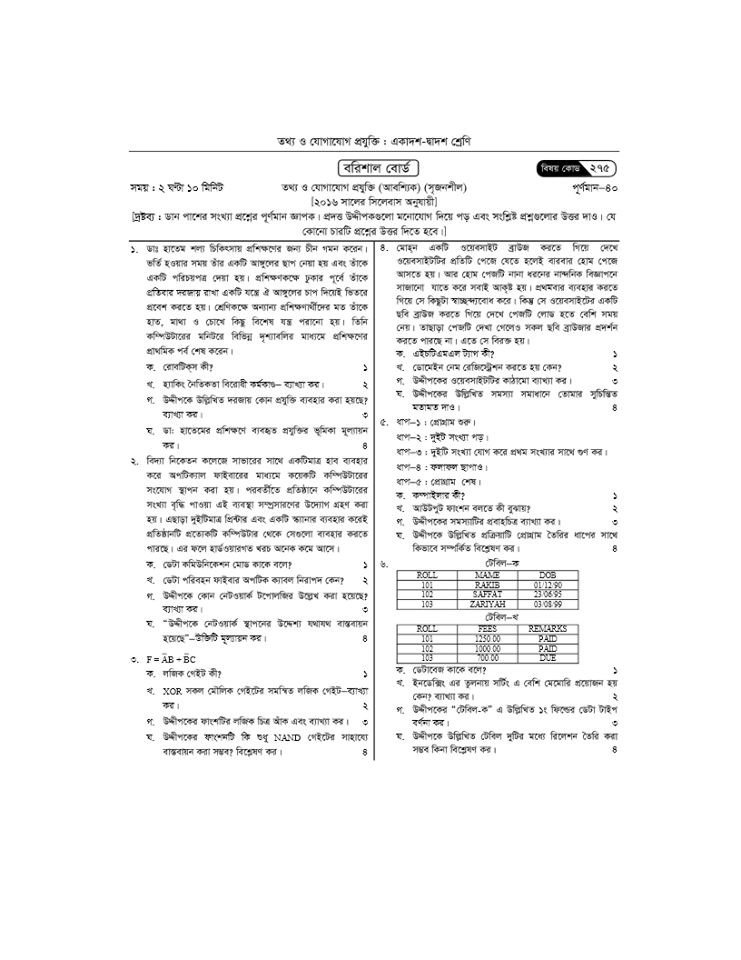 তথ্য ও যোগাযোগ প্রযুক্তি : একাদশ-দ্বাদশ শ্রেণি
বরিশাল বোর্ড
বিষয় কোড ২৭৫
সময় : ২ ঘণ্টা ১০ মিনিট
তথ্য ও যোগাযোগ প্রযুক্তি (আবশ্যিক) (সৃজনশীল)
পূর্ণমান–৪০
[২০১৬ সালের সিলেবাস অনুযায়ী]
[দ্রষ্টব্য : ডান পাশের সংখ্যা প্রশ্নের পূর্ণমান জ্ঞাপক। প্রদত্ত উদ্দীপকগুলো মনোযোগ দিয়ে পড় এবং সংশ্লিষ্ট প্রশ্নগুলোর উত্তর দাও। যে
কোনো চারটি প্রশ্নের উত্তর দিতে হবে।]
১. ডাঃ হাতেম শল্য চিকিৎসায় প্রশিক্ষণের জন্য চীন গমন করেন।
ভর্তি হওয়ার সময় তাঁর একটি আঙ্গুলের ছাপ নেয়া হয় এবং তাঁকে
একটি পরিচয়পত্র দেয়া হয়। প্রশিক্ষণকক্ষে ঢুকার পূর্বে তাঁকে
প্রতিবার দরজায় রাখা একটি যন্ত্রে ঐ আঙ্গুলের চাপ দিয়েই ভিতরে
প্রবেশ করতে হয়। শ্রেণিকক্ষে অন্যান্য প্রশিক্ষণার্থীদের মত তাঁকে
হাত, মাথা ও চোখে কিছু বিশেষ যন্ত্র পরানো হয়। তিনি
কম্পিউটারের মনিটরে বিভিন্ন দৃশ্যাবলির মাধ্যমে প্রশিক্ষণের
প্রাথমিক পর্ব শেষ করেন।
ক. রোবটিক্স কী? ১
খ. হ্যাকিং নৈতিকতা বিরোধী কর্মকাণ্ড– ব্যাখ্যা কর। ২
গ. উদ্দীপকে উল্লিখিত দরজায় কোন প্রযুক্তি ব্যবহার করা হয়েছে?
ব্যাখ্যা কর। ৩
ঘ. ডা: হাতেমের প্রশিক্ষণে ব্যবহৃত প্রযুক্তির ভূমিকা মূল্যায়ন
কর। ৪
২. বিদ্যা নিকেতন কলেজে সাভারের সাথে একটিমাত্র হাব ব্যবহার
করে অপটিক্যাল ফাইবারের মাধ্যমে কয়েকটি কম্পিউটারের
সংযোগ স্থাপন করা হয়। পরবর্তীতে প্রতিষ্ঠানে কম্পিউটারের
সংখ্যা বৃদ্ধি পাওয়া এই ব্যবস্থা সম্প্রসারণের উদ্যোগ গ্রহণ করা
হয়। এছাড়া দুইটিমাত্র প্রিন্টার এবং একটি স্ক্যানার ব্যবহার করেই
প্রতিষ্ঠানটি প্রত্যেকটি কম্পিউটার থেকে সেগুলো ব্যবহার করতে
পারছে। এর ফলে হার্ডওয়্যারগত খরচ অনেক কমে আসে।
ক. ডেটা কমিউনিকেশন মোড কাকে বলে? ১
খ. ডেটা পরিবহন ফাইবার অপটিক ক্যাবল নিরাপদ কেন? ২
গ. উদ্দীপকে কোন নেটওয়ার্ক টপোলজির উল্লেখ করা হয়েছে?
ব্যাখ্যা কর। ৩
ঘ. “উদ্দীপকে নেটওয়ার্ক স্থাপনের উদ্দেশ্য যথাযথ বাস্তবায়ন
হয়েছে”–উক্তিটি মূল্যায়ন কর। ৪
৩. F = A̅B + B̅C
ক. লজিক গেইট কী? ১
খ. XOR সকল মৌলিক গেইটের সমন্বিত লজিক গেইট–ব্যাখ্যা
কর। ২
গ. উদ্দীপকের ফাংশটির লজিক চিত্র আঁক এবং ব্যাখ্যা কর। ৩
ঘ. উদ্দীপকের ফাংশনটি কি শুধু NAND গেইটের সাহায্যে
বাস্তবায়ন করা সম্ভব? বিশ্লেষণ কর। ৪
৪. মোহন একটি ওয়েবসাইট ব্রাউজ করতে গিয়ে দেখে
ওয়েবসাইটটির প্রতিটি পেজে যেতে হলেই বারবার হোম পেজে
আসতে হয়। আর হোম পেজটি নানা ধরনের নান্দনিক বিজ্ঞাপনে
সাজানো যাতে করে সবাই আকৃষ্ট হয়। প্রথমবার ব্যবহার করতে
গিয়ে সে কিছুটা স্বাচ্ছন্দ্যবোধ করে। কিন্তু সে ওয়েবসাইটের একটি
ছবি ব্রাউজ করতে গিয়ে দেখে পেজটি লোড হতে বেশি সময়
নেয়। তাছাড়া পেজটি দেখা গেলেও সকল ছবি ব্রাউজার প্রদর্শন
করতে পারছে না। এতে সে বিরক্ত হয়।
ক. এইচটিএমএল ট্যাগ কী? ১
খ. ডোমেইন নেম রেজিস্ট্রেশন করতে হয় কেন? ২
গ. উদ্দীপকের ওয়েবসাইটটির কাঠামো ব্যাখ্যা কর। ৩
ঘ. উদ্দীপকের উল্লিখিত সমস্যা সমাধানে তোমার সুচিন্তিত
মতামত দাও। ৪
৫. ধাপ–১ : প্রোগ্রাম শুরু।
ধাপ–২ : দুইট সংখ্যা পড়।
ধাপ–৩ : দুইটি সংখ্যা যোগ করে প্রথম সংখ্যার সাথে গুণ কর।
ধাপ–৪ : ফলাফল ছাপাও।
ধাপ–৫ : প্রোগ্রাম শেষ।
ক. কম্পাইলার কী? ১
খ. আউটপুট ফাংশন বলতে কী বুঝায়? ২
গ. উদ্দীপকের সমস্যাটির প্রবাহচিত্র ব্যাখ্যা কর। ৩
ঘ. উদ্দীপকে উল্লিখিত প্রক্রিয়াটি প্রোগ্রাম তৈরির ধাপের সাথে
কিভাবে সম্পর্কিত বিশ্লেষণ কর। ৪
৬. টেবিল–ক
ROLL MAME DOB
101 RAKIB 01/12/90
102 SAFFAT 23/06/95
103 ZARIYAH 03/08/99
টেবিল–খ
ROLL FEES REMARKS
101 1250.00 PAID
102 1000.00 PAID
103 700.00 DUE
ক. ডেটাবেজ কাকে বলে? ১
খ. ইনডেক্সিং এর তুলনায় সর্টিং এ বেশি মেমোরি প্রয়োজন হয়
কেন? ব্যাখ্যা কর। ২
গ. উদ্দীপকের “টেবিল-ক” এ উল্লিখিত ১ং ফিল্ডের ডেটা টাইপ
বর্ণনা কর। ৩
ঘ. উদ্দীপকে উল্লিখিত টেবিল দুটির মধ্যে রিলেশন তৈরি করা
সম্ভব কিনা বিশ্লেষণ কর। ৪